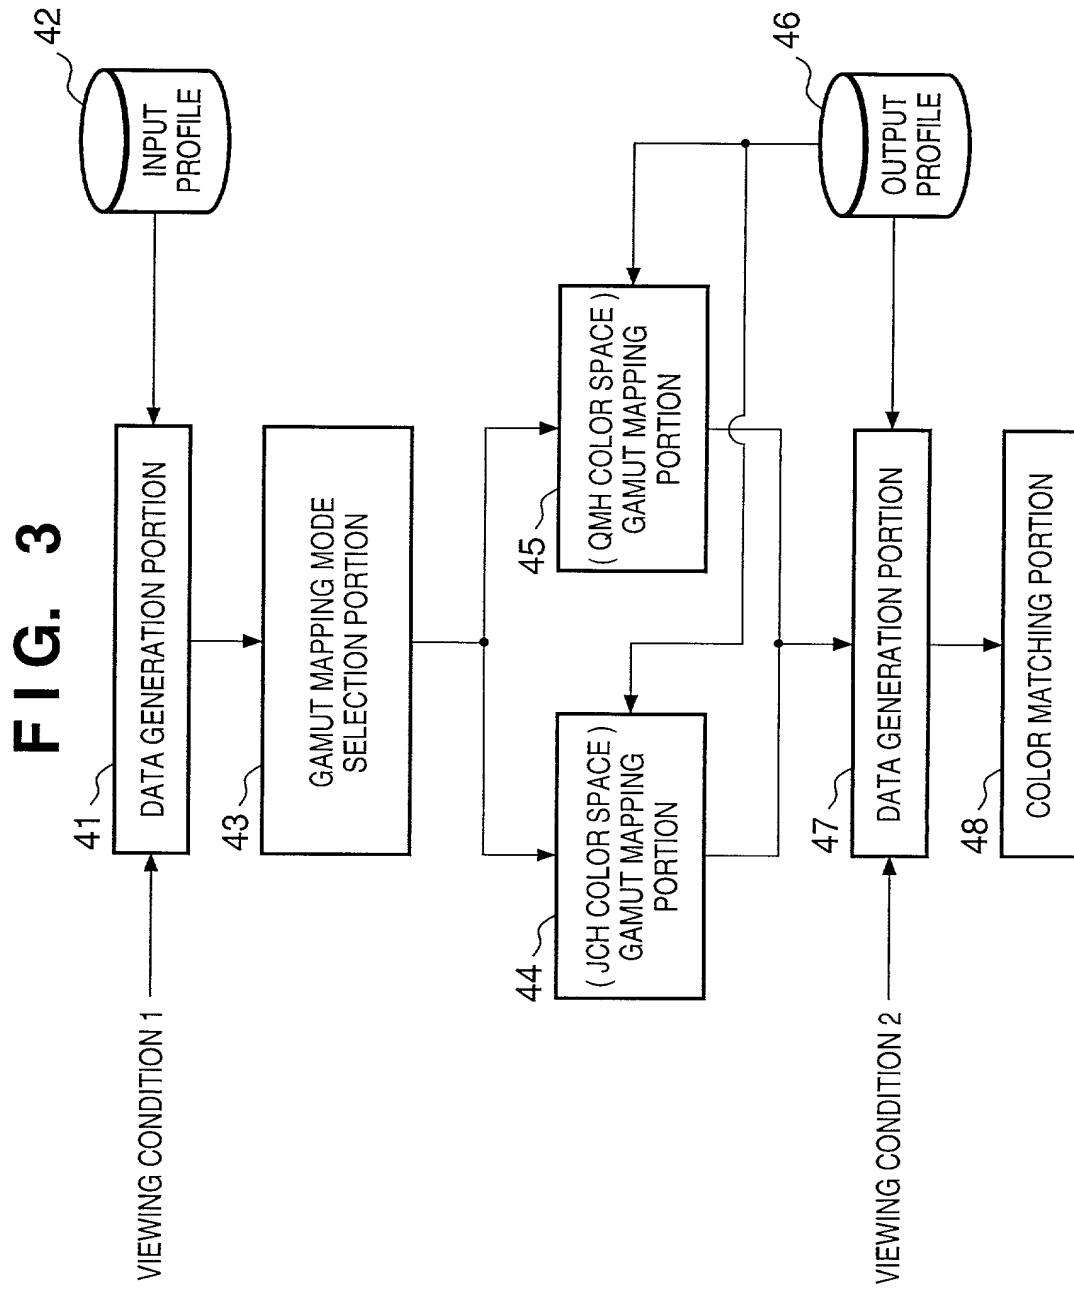 FIG. 3
VIEWING CONDITION 1
41
DATA GENERATION PORTION
42
INPUT
PROFILE
43
GAMUT MAPPING MODE
SELECTION PORTION
44
( JCH COLOR SPACE )
GAMUT MAPPING
PORTION
45
( QMH COLOR SPACE )
GAMUT MAPPING
PORTION
46
OUTPUT
PROFILE
VIEWING CONDITION 2
47
DATA GENERATION PORTION
48
COLOR MATCHING PORTION